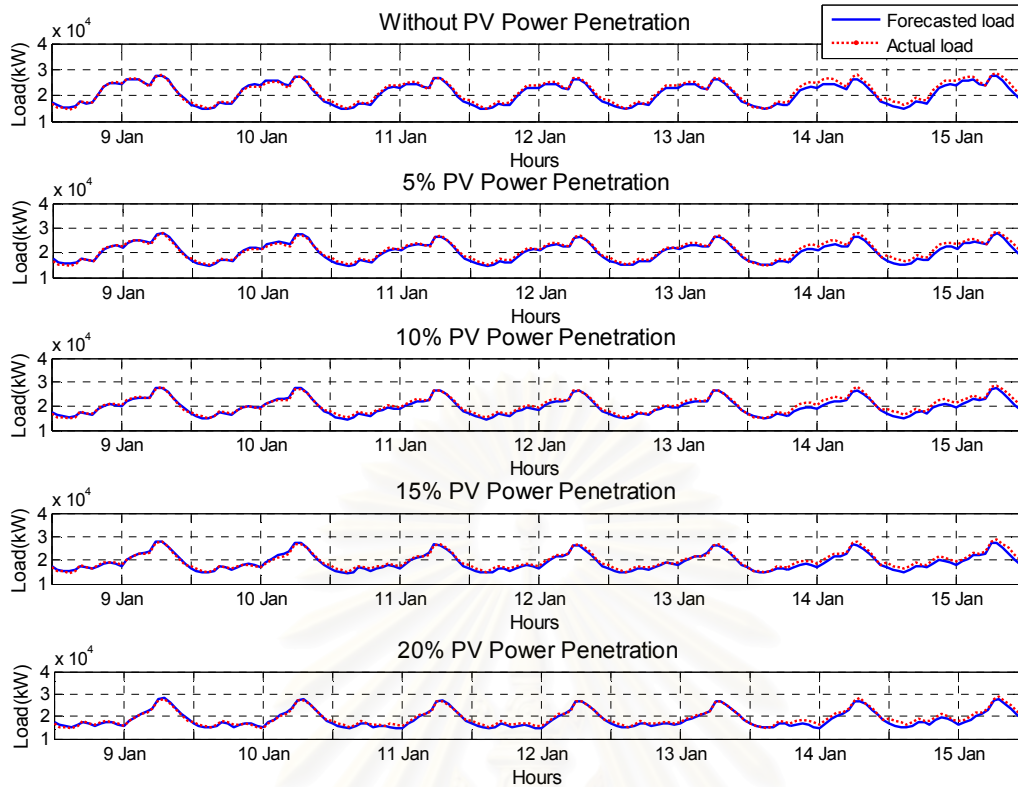 Without PV Power Penetration
Forecasted load
Actual load
x 10^4
Load(kW)
4
3
2
1
9 Jan 10 Jan 11 Jan 12 Jan 13 Jan 14 Jan 15 Jan
Hours
5% PV Power Penetration
x 10^4
Load(kW)
4
3
2
1
9 Jan 10 Jan 11 Jan 12 Jan 13 Jan 14 Jan 15 Jan
Hours
10% PV Power Penetration
x 10^4
Load(kW)
4
3
2
1
9 Jan 10 Jan 11 Jan 12 Jan 13 Jan 14 Jan 15 Jan
Hours
15% PV Power Penetration
x 10^4
Load(kW)
4
3
2
1
9 Jan 10 Jan 11 Jan 12 Jan 13 Jan 14 Jan 15 Jan
Hours
20% PV Power Penetration
x 10^4
Load(kW)
4
3
2
1
9 Jan 10 Jan 11 Jan 12 Jan 13 Jan 14 Jan 15 Jan
Hours